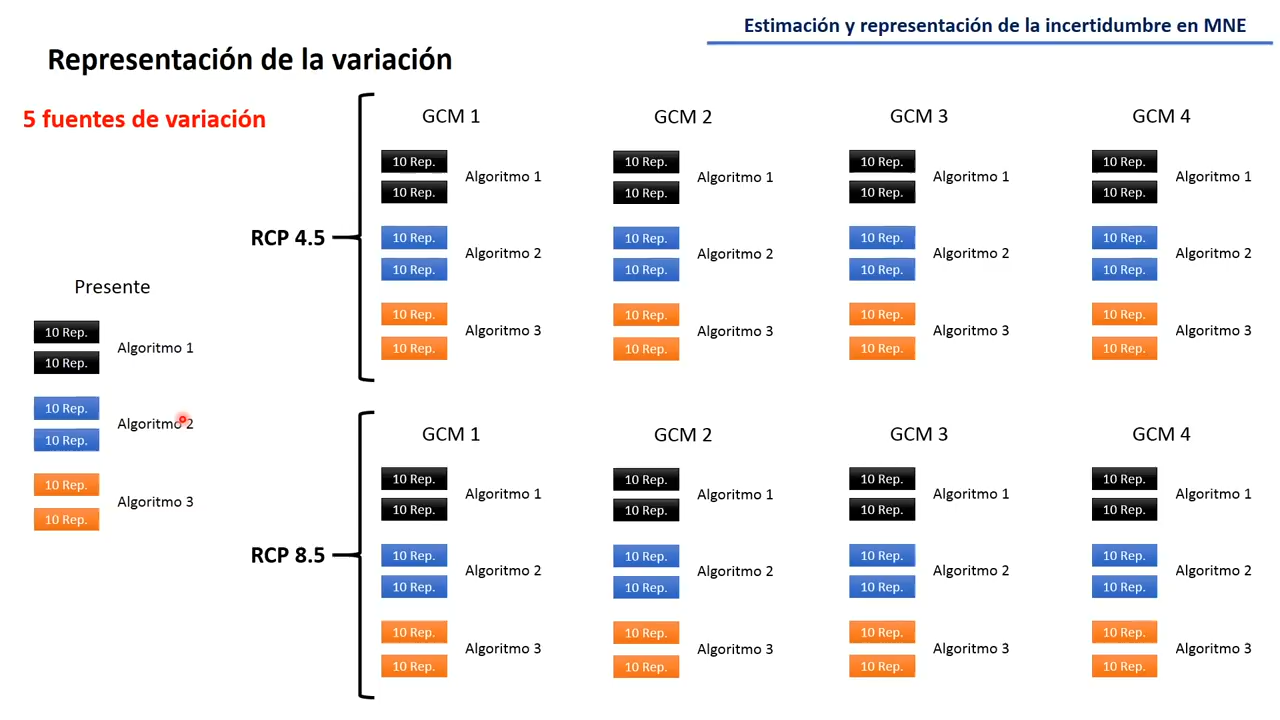 Estimación y representación de la incertidumbre en MNE
Representación de la variación
5 fuentes de variación
Presente
10 Rep.
10 Rep.
Algoritmo 1
10 Rep.
10 Rep.
Algoritmo 2
10 Rep.
10 Rep.
Algoritmo 3
RCP 4.5
GCM 1
10 Rep.
10 Rep.
Algoritmo 1
10 Rep.
10 Rep.
Algoritmo 2
10 Rep.
10 Rep.
Algoritmo 3
GCM 2
10 Rep.
10 Rep.
Algoritmo 1
10 Rep.
10 Rep.
Algoritmo 2
10 Rep.
10 Rep.
Algoritmo 3
GCM 3
10 Rep.
10 Rep.
Algoritmo 1
10 Rep.
10 Rep.
Algoritmo 2
10 Rep.
10 Rep.
Algoritmo 3
GCM 4
10 Rep.
10 Rep.
Algoritmo 1
10 Rep.
10 Rep.
Algoritmo 2
10 Rep.
10 Rep.
Algoritmo 3
RCP 8.5
GCM 1
10 Rep.
10 Rep.
Algoritmo 1
10 Rep.
10 Rep.
Algoritmo 2
10 Rep.
10 Rep.
Algoritmo 3
GCM 2
10 Rep.
10 Rep.
Algoritmo 1
10 Rep.
10 Rep.
Algoritmo 2
10 Rep.
10 Rep.
Algoritmo 3
GCM 3
10 Rep.
10 Rep.
Algoritmo 1
10 Rep.
10 Rep.
Algoritmo 2
10 Rep.
10 Rep.
Algoritmo 3
GCM 4
10 Rep.
10 Rep.
Algoritmo 1
10 Rep.
10 Rep.
Algoritmo 2
10 Rep.
10 Rep.
Algoritmo 3